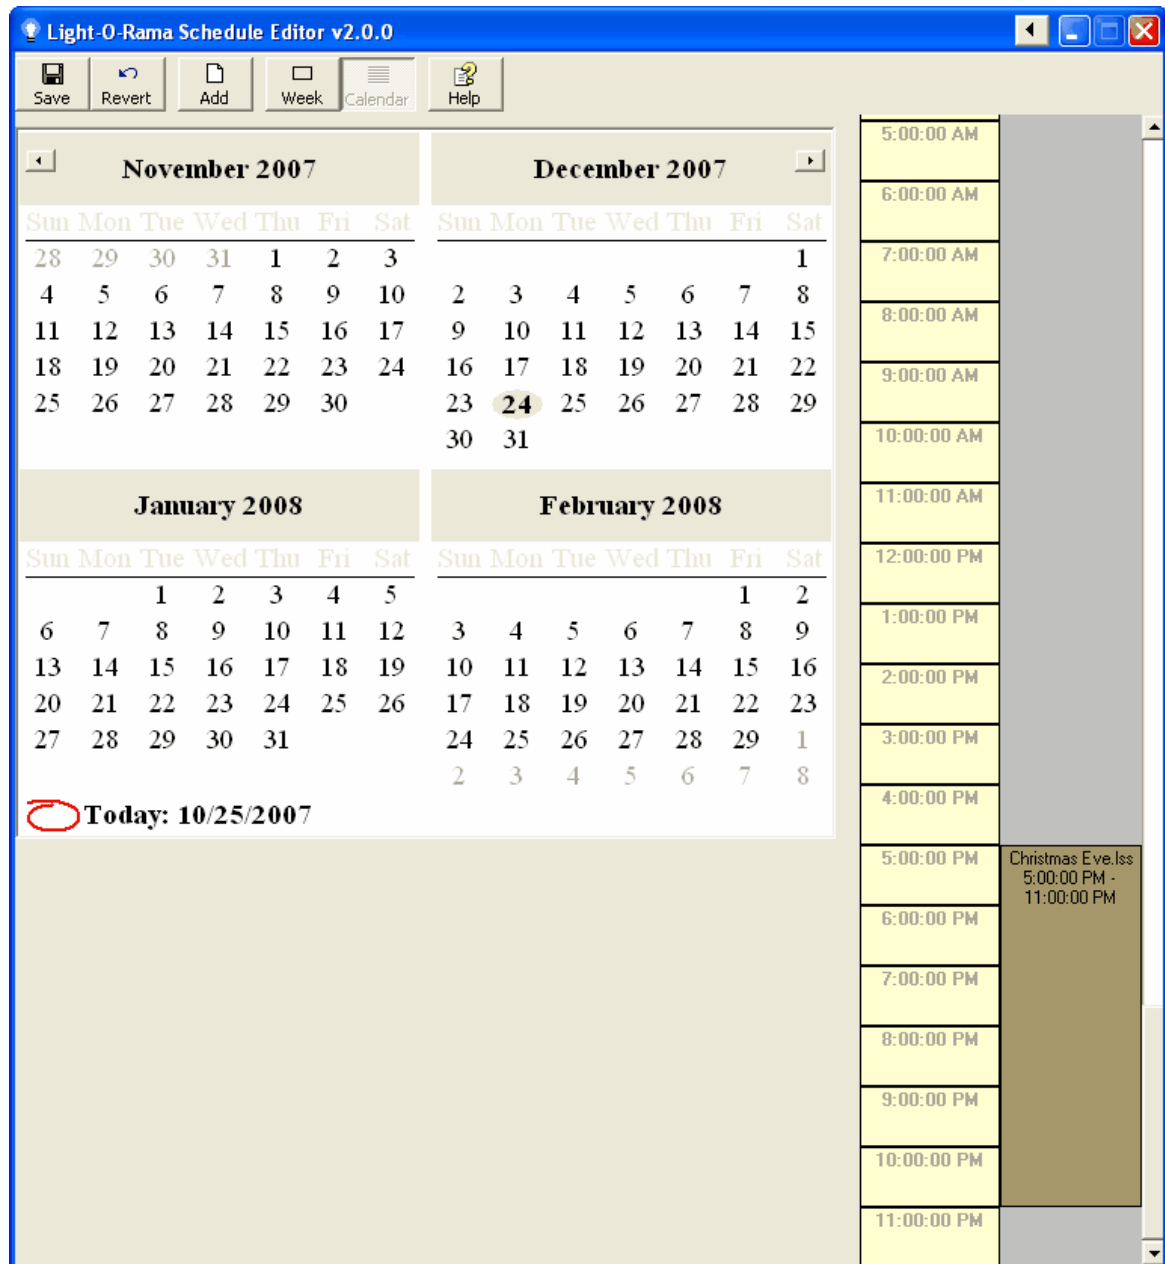 Light-O-Rama Schedule Editor v2.0.0
Save Revert Add Week Calendar Help
November 2007
Sun Mon Tue Wed Thu Fri Sat
28 29 30 31 1 2 3
4 5 6 7 8 9 10
11 12 13 14 15 16 17
18 19 20 21 22 23 24
25 26 27 28 29 30
December 2007
Sun Mon Tue Wed Thu Fri Sat
1
2 3 4 5 6 7 8
9 10 11 12 13 14 15
16 17 18 19 20 21 22
23 24 25 26 27 28 29
30 31
January 2008
Sun Mon Tue Wed Thu Fri Sat
1 2 3 4 5
6 7 8 9 10 11 12
13 14 15 16 17 18 19
20 21 22 23 24 25 26
27 28 29 30 31
February 2008
Sun Mon Tue Wed Thu Fri Sat
1 2
3 4 5 6 7 8 9
10 11 12 13 14 15 16
17 18 19 20 21 22 23
24 25 26 27 28 29 1
2 3 4 5 6 7 8
Today: 10/25/2007
5:00:00 AM
6:00:00 AM
7:00:00 AM
8:00:00 AM
9:00:00 AM
10:00:00 AM
11:00:00 AM
12:00:00 PM
1:00:00 PM
2:00:00 PM
3:00:00 PM
4:00:00 PM
5:00:00 PM
6:00:00 PM
7:00:00 PM
8:00:00 PM
9:00:00 PM
10:00:00 PM
11:00:00 PM
Christmas Eve.lss
5:00:00 PM -
11:00:00 PM